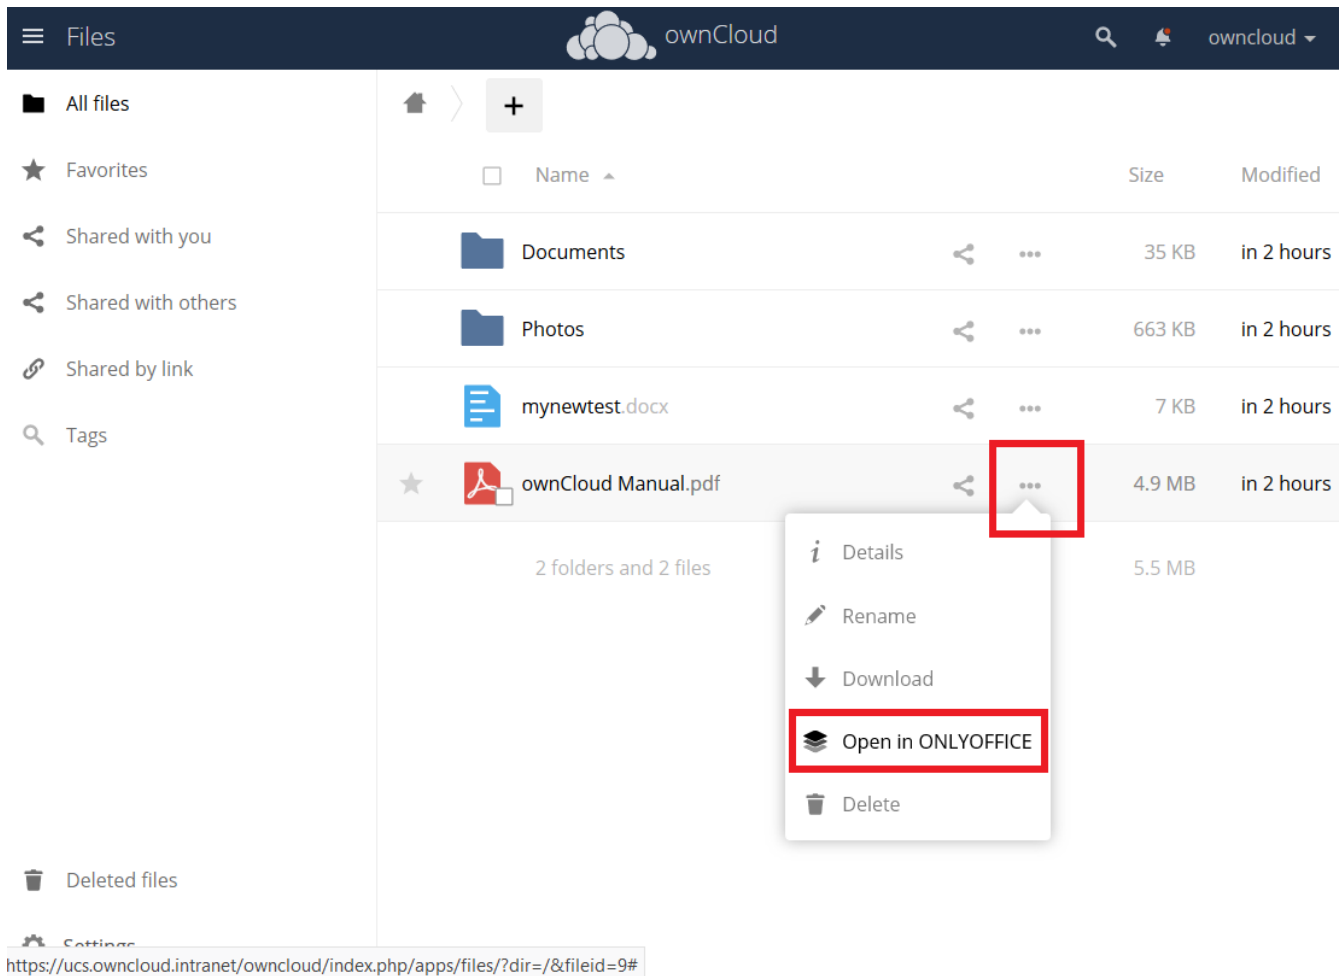 Files
ownCloud
owncloud
All files
Favorites
Shared with you
Shared with others
Shared by link
Tags
Name
Size
Modified
Documents
35 KB
in 2 hours
Photos
663 KB
in 2 hours
mynewtest.docx
7 KB
in 2 hours
ownCloud Manual.pdf
4.9 MB
in 2 hours
2 folders and 2 files
5.5 MB
Details
Rename
Download
Open in ONLYOFFICE
Delete
Deleted files
Settings
https://ucs.owncloud.intranet/owncloud/index.php/apps/files/?dir=/&fileid=9#